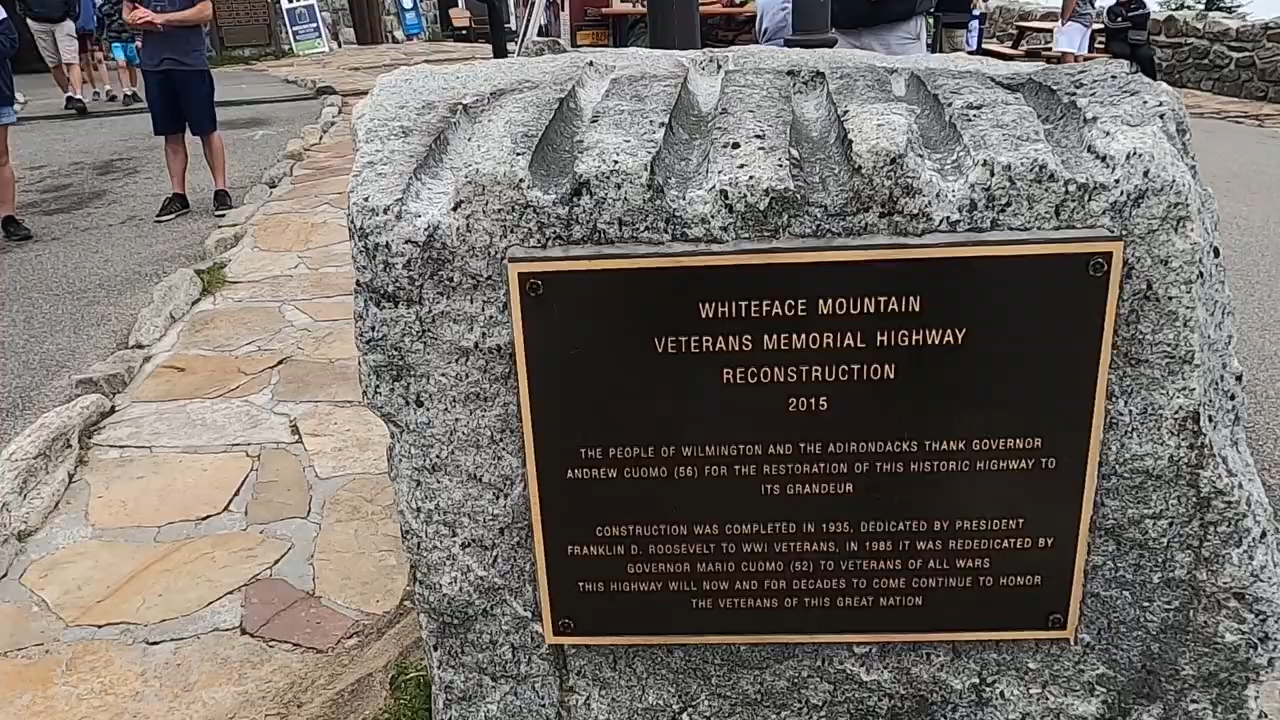 WHITEFACE MOUNTAIN
VETERANS MEMORIAL HIGHWAY
RECONSTRUCTION
2015
THE PEOPLE OF WILMINGTON AND THE ADIRONDACKS THANK GOVERNOR
ANDREW CUOMO (56) FOR THE RESTORATION OF THIS HISTORIC HIGHWAY TO
ITS GRANDEUR
CONSTRUCTION WAS COMPLETED IN 1935, DEDICATED BY PRESIDENT
FRANKLIN D. ROOSEVELT TO WWI VETERANS, IN 1985 IT WAS REDEDICATED BY
GOVERNOR MARIO CUOMO (52) TO VETERANS OF ALL WARS
THIS HIGHWAY WILL NOW AND FOR DECADES TO COME CONTINUE TO HONOR
THE VETERANS OF THIS GREAT NATION